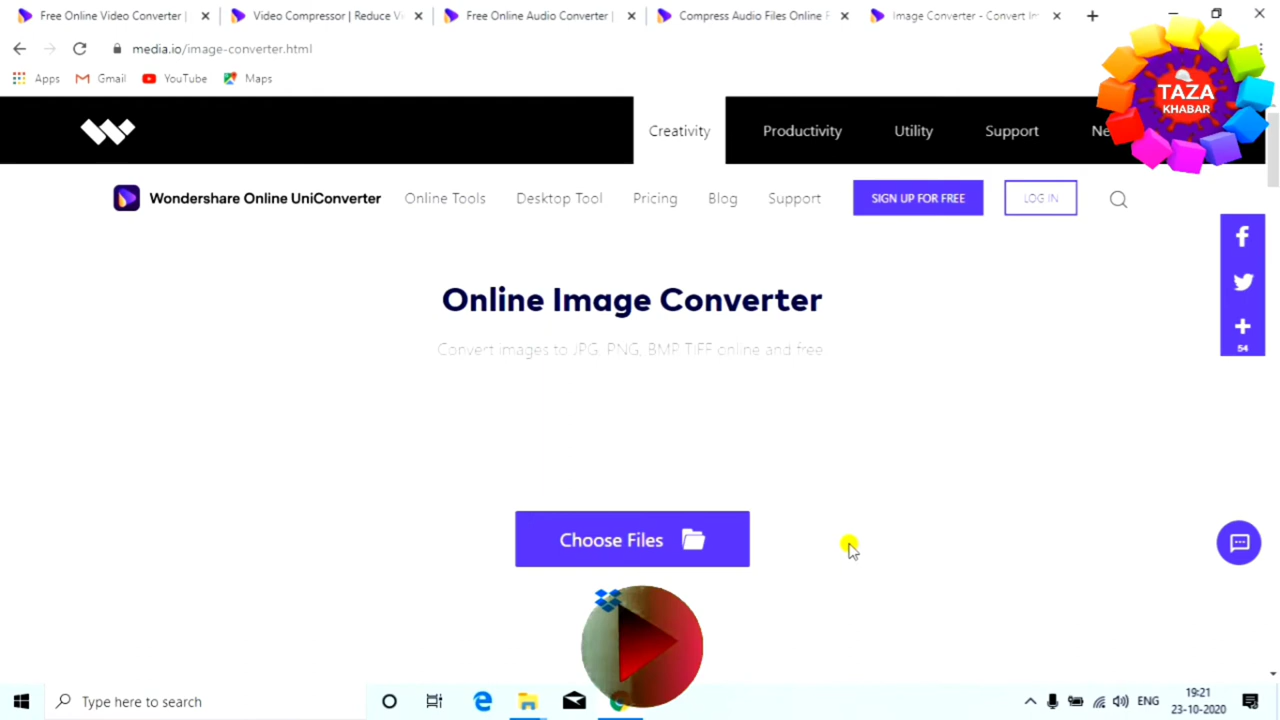 Free Online Video Converter |
Video Compressor | Reduce Vi
Free Online Audio Converter |
Compress Audio Files Online F
Image Converter - Convert Im
media.io/image-converter.html
Apps
Gmail
YouTube
Maps
TAZA
KHABAR
Creativity
Productivity
Utility
Support
Ne
Wondershare Online UniConverter
Online Tools
Desktop Tool
Pricing
Blog
Support
SIGN UP FOR FREE
LOG IN
54
Online Image Converter
Convert images to JPG, PNG, BMP TIFF online and free
Choose Files
Type here to search
ENG
19:21
23-10-2020